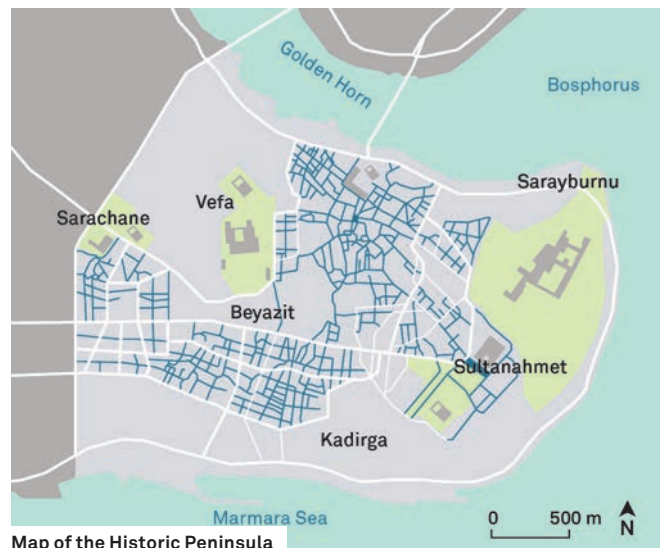 Golden Horn
Bosphorus
Sarayburnu
Vefa
Sarachane
Beyazit
Sultanahmet
Kadirga
Marmara Sea
0 500 m
N
Map of the Historic Peninsula